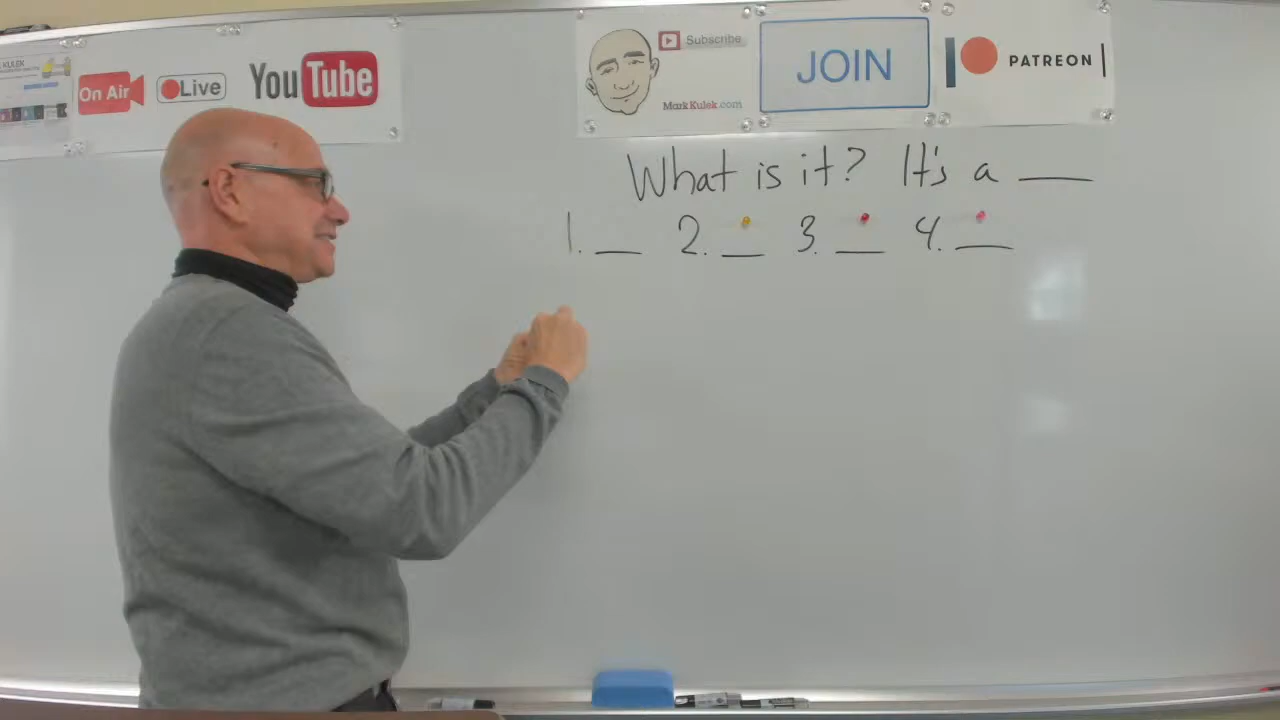 KULEK
On Air
Live
YouTube
Subscribe
MarkKulek.com
JOIN
PATREON
What is it? It's a ___
1. __ 2. __ 3. __ 4. __